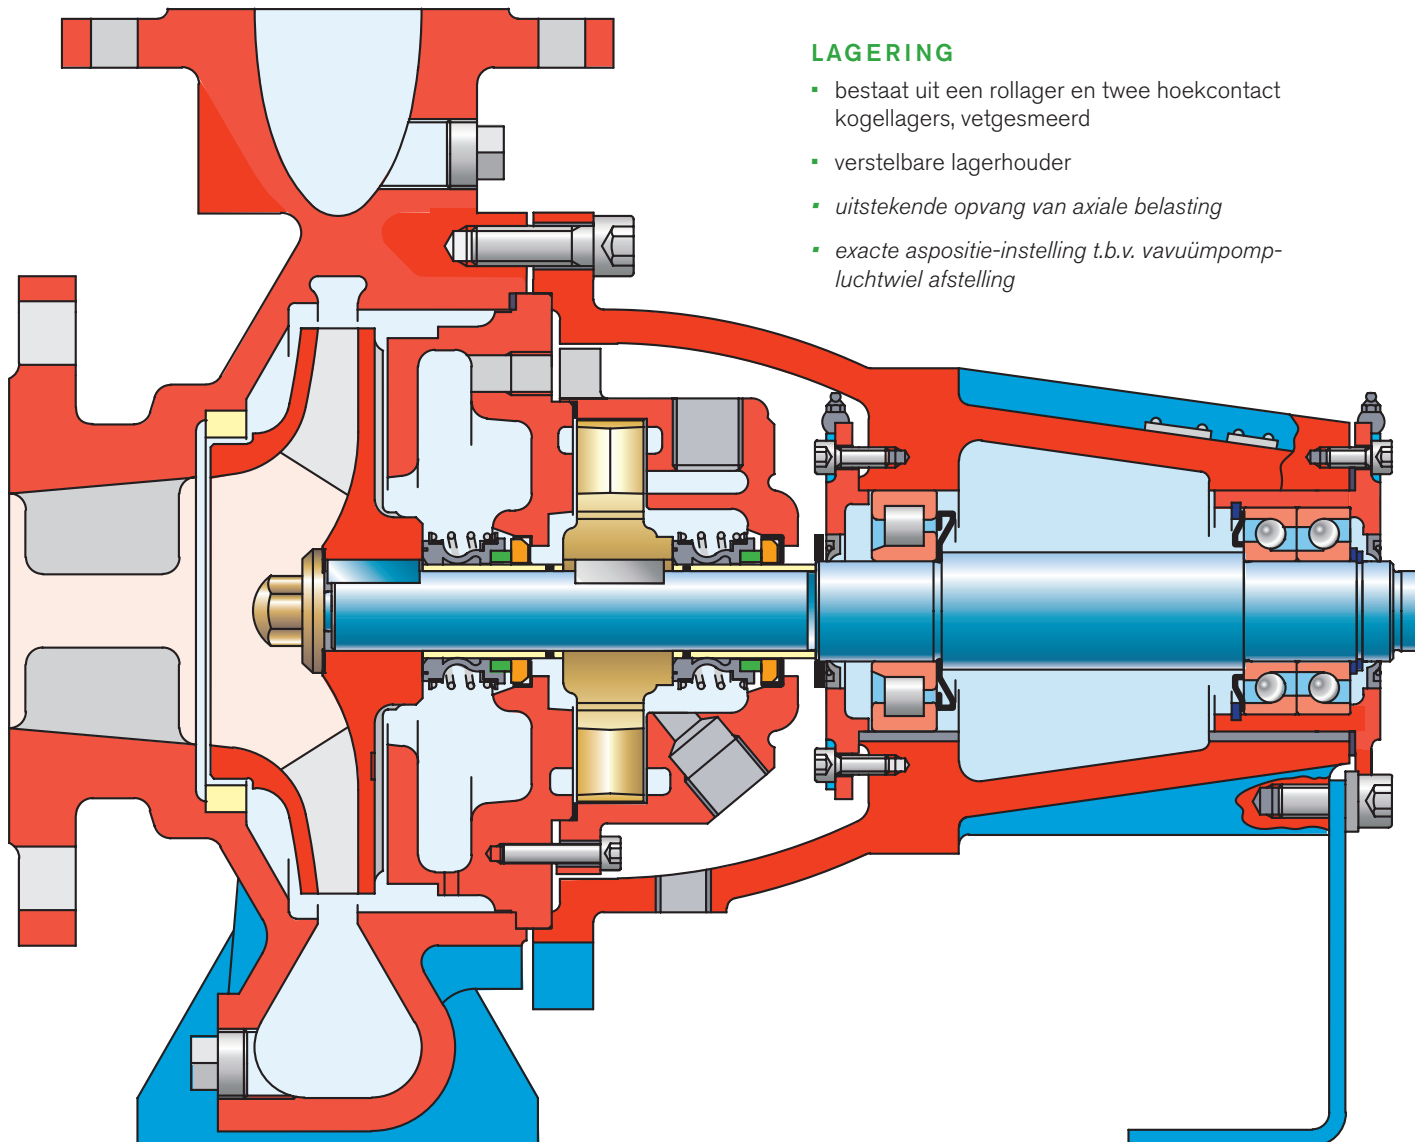 LAGERING
▪ bestaat uit een rollager en twee hoekcontact
kogellagers, vetgesmeerd
▪ verstelbare lagerhouder
▪ uitstekende opvang van axiale belasting
▪ exacte aspositie-instelling t.b.v. vavuümpomp-
luchtwiel afstelling